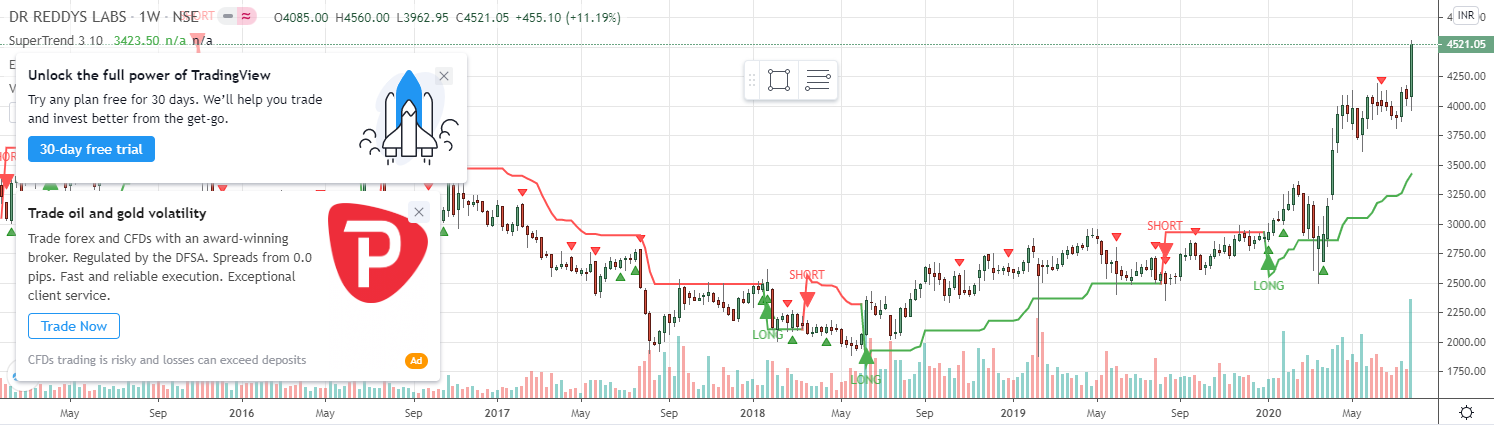 DR REDDYS LABS · 1W · NSE O4085.00 H4560.00 L3962.95 C4521.05 +455.10 (+11.19%)
SHORT
INR
SuperTrend 3 10 3423.50 n/a n/a
4521.05
Unlock the full power of TradingView
Try any plan free for 30 days. We'll help you trade
and invest better from the get-go.
30-day free trial
4250.00
4000.00
3750.00
3500.00
3250.00
3000.00
2750.00
2500.00
2250.00
2000.00
1750.00
1500.00
Trade oil and gold volatility
Trade forex and CFDs with an award-winning
broker. Regulated by the DFSA. Spreads from 0.0
pips. Fast and reliable execution. Exceptional
client service.
Trade Now
CFDs trading is risky and losses can exceed deposits
Ad
P
SHORT
SHORT
LONG
LONG
LONG
May Sep 2016 May Sep 2017 May Sep 2018 May Sep 2019 May Sep 2020 May